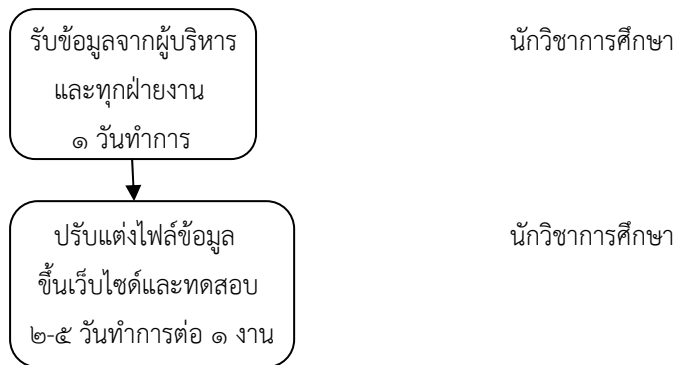 รับข้อมูลจากผู้บริหาร
และทุกฝ่ายงาน
๑ วันทำการ
นักวิชาการศึกษา
ปรับแต่งไฟล์ข้อมูล
ขึ้นเว็บไซด์และทดสอบ
๒-๕ วันทำการต่อ ๑ งาน
นักวิชาการศึกษา